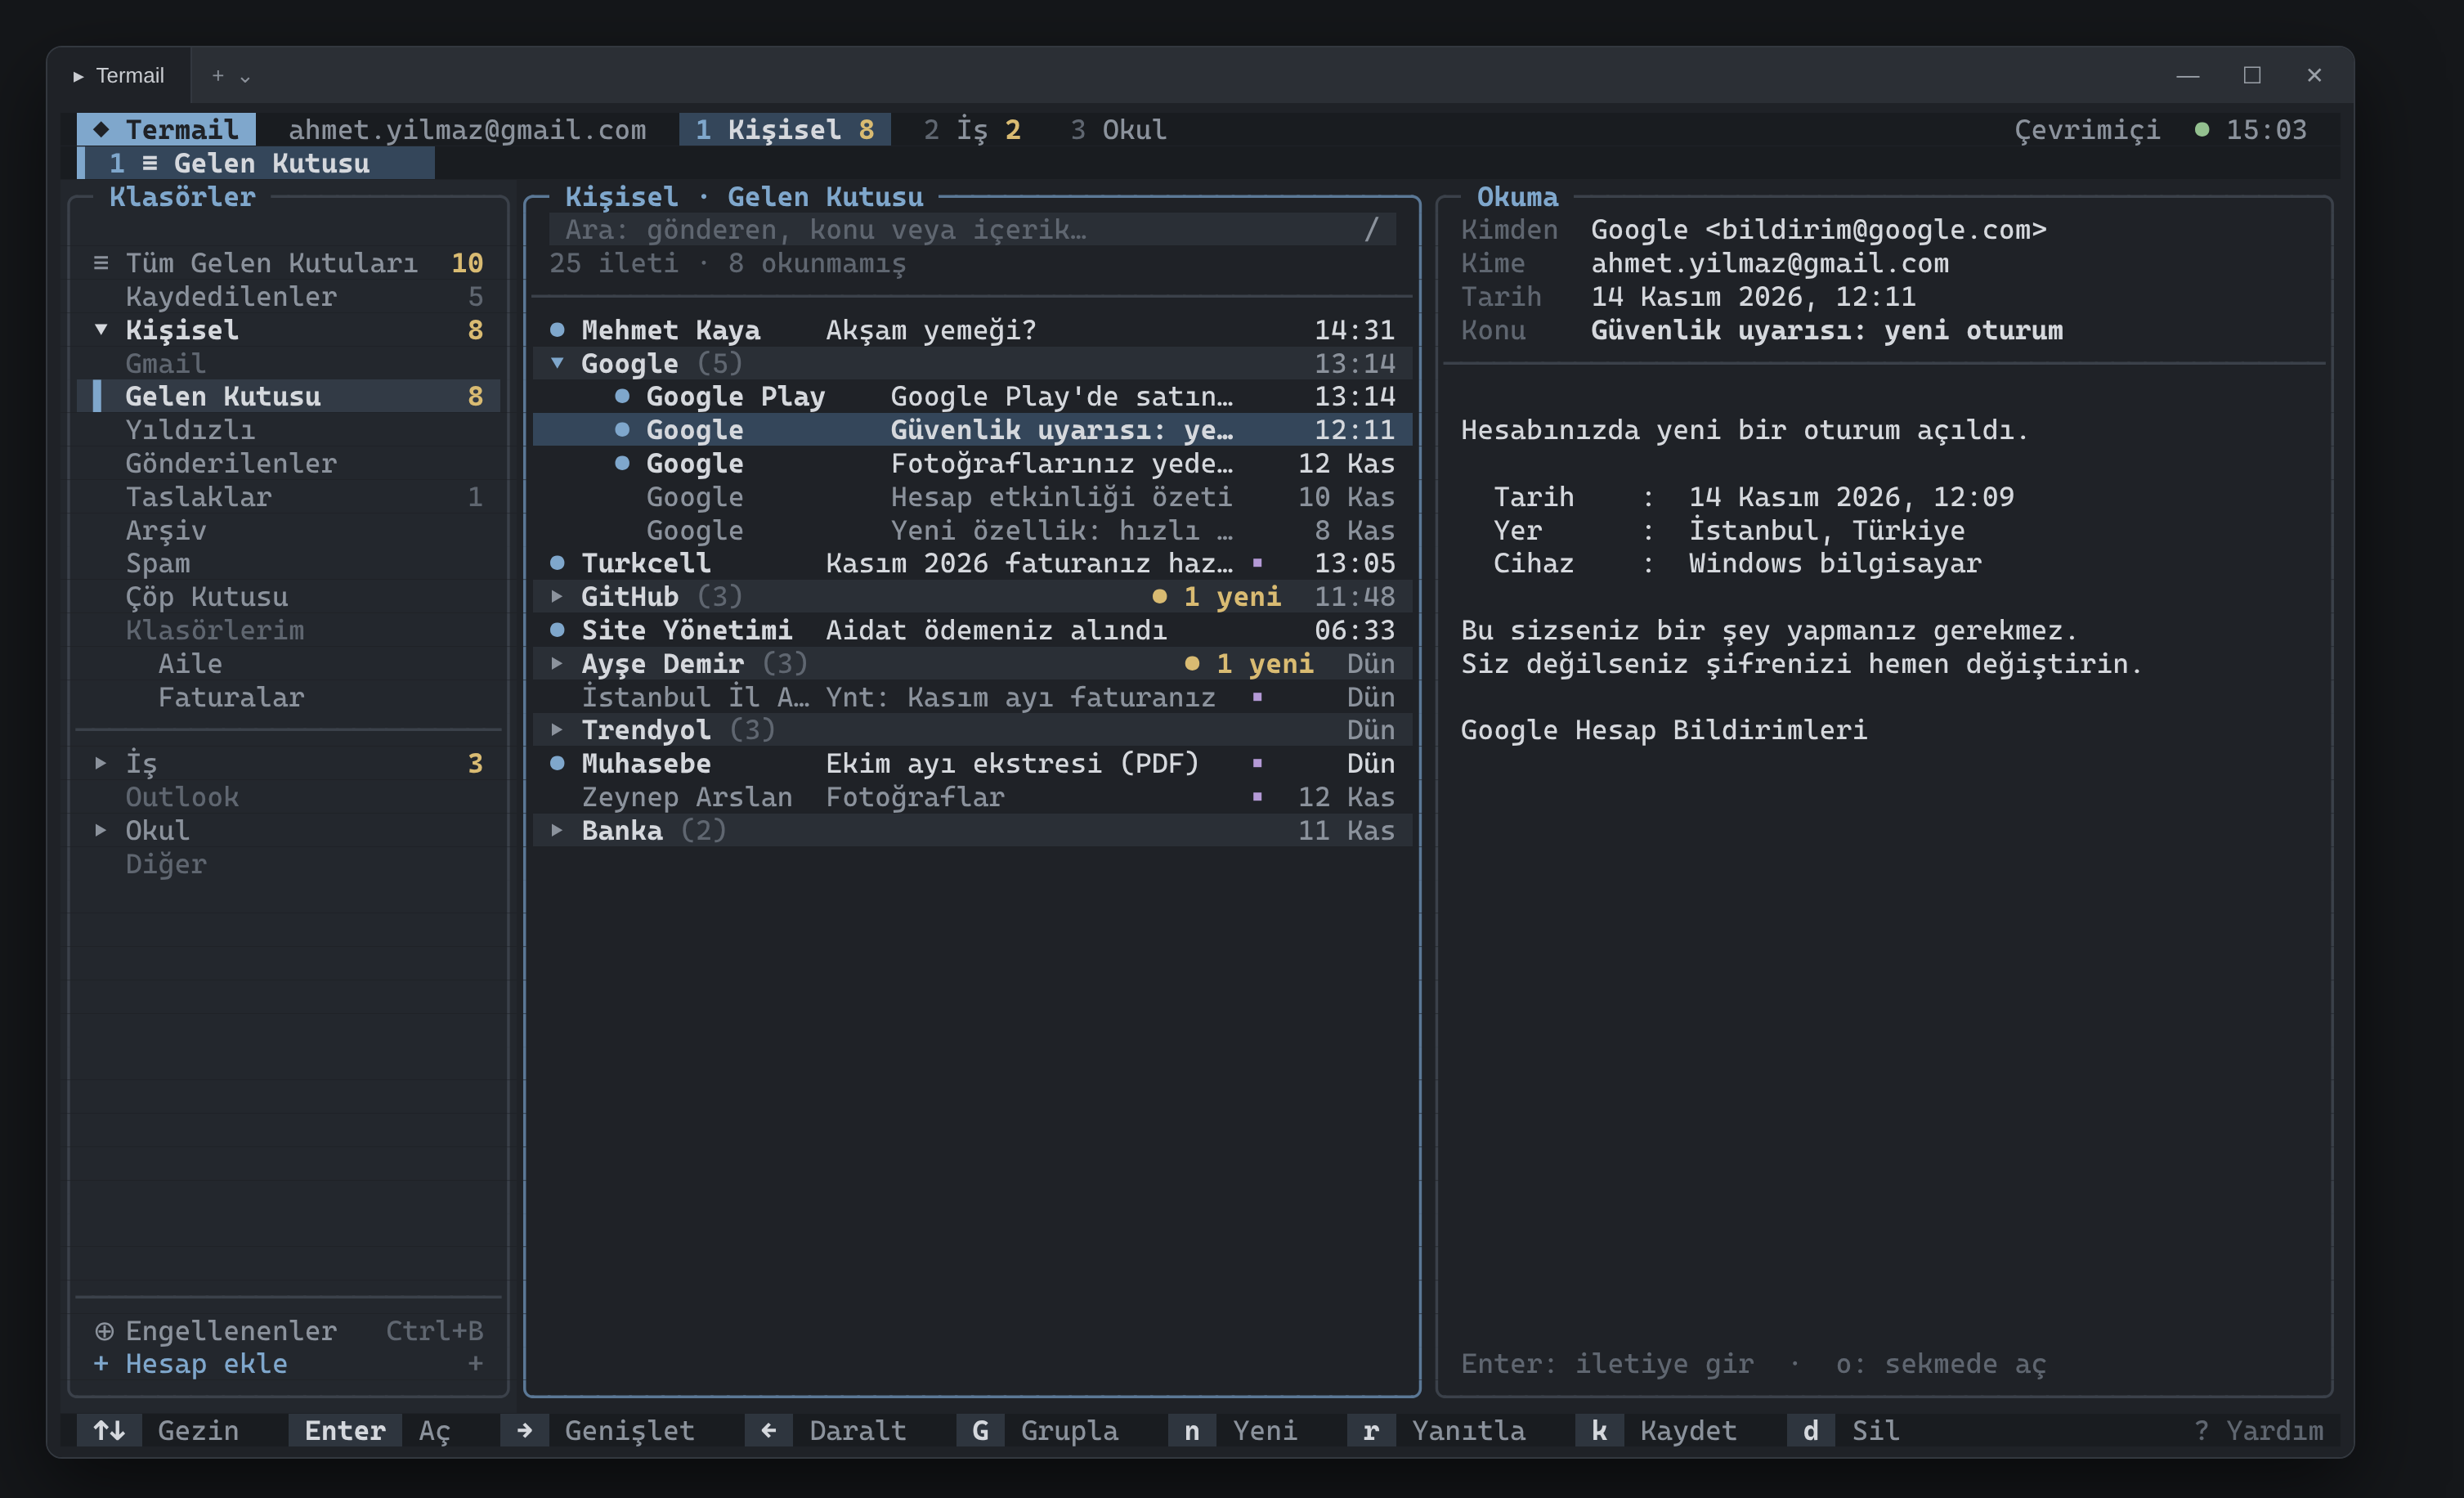 ▸ Termail + ⌄ — ☐ ✕
◆ Termail ahmet.yilmaz@gmail.com 1 Kişisel 8 2 İş 2 3 Okul Çevrimiçi ● 15:03
1 ≡ Gelen Kutusu
Klasörler
≡ Tüm Gelen Kutuları 10
Kaydedilenler 5
▼ Kişisel 8
Gmail
Gelen Kutusu 8
Yıldızlı
Gönderilenler
Taslaklar 1
Arşiv
Spam
Çöp Kutusu
Klasörlerim
Aile
Faturalar
▶ İş 3
Outlook
▶ Okul
Diğer
⊕ Engellenenler Ctrl+B
+ Hesap ekle +
Kişisel · Gelen Kutusu
Ara: gönderen, konu veya içerik… /
25 ileti · 8 okunmamış
● Mehmet Kaya Akşam yemeği? 14:31
▼ Google (5) 13:14
● Google Play Google Play'de satın… 13:14
● Google Güvenlik uyarısı: ye… 12:11
● Google Fotoğraflarınız yede… 12 Kas
Google Hesap etkinliği özeti 10 Kas
Google Yeni özellik: hızlı … 8 Kas
● Turkcell Kasım 2026 faturanız haz… ▪ 13:05
▶ GitHub (3) ● 1 yeni 11:48
● Site Yönetimi Aidat ödemeniz alındı 06:33
▶ Ayşe Demir (3) ● 1 yeni Dün
İstanbul İl A… Ynt: Kasım ayı faturanız ▪ Dün
▶ Trendyol (3) Dün
● Muhasebe Ekim ayı ekstresi (PDF) ▪ Dün
Zeynep Arslan Fotoğraflar ▪ 12 Kas
▶ Banka (2) 11 Kas
Okuma
Kimden Google <bildirim@google.com>
Kime ahmet.yilmaz@gmail.com
Tarih 14 Kasım 2026, 12:11
Konu Güvenlik uyarısı: yeni oturum
Hesabınızda yeni bir oturum açıldı.
Tarih : 14 Kasım 2026, 12:09
Yer : İstanbul, Türkiye
Cihaz : Windows bilgisayar
Bu sizseniz bir şey yapmanız gerekmez.
Siz değilseniz şifrenizi hemen değiştirin.
Google Hesap Bildirimleri
Enter: iletiye gir · o: sekmede aç
↑↓ Gezin Enter Aç → Genişlet ← Daralt G Grupla n Yeni r Yanıtla k Kaydet d Sil ? Yardım